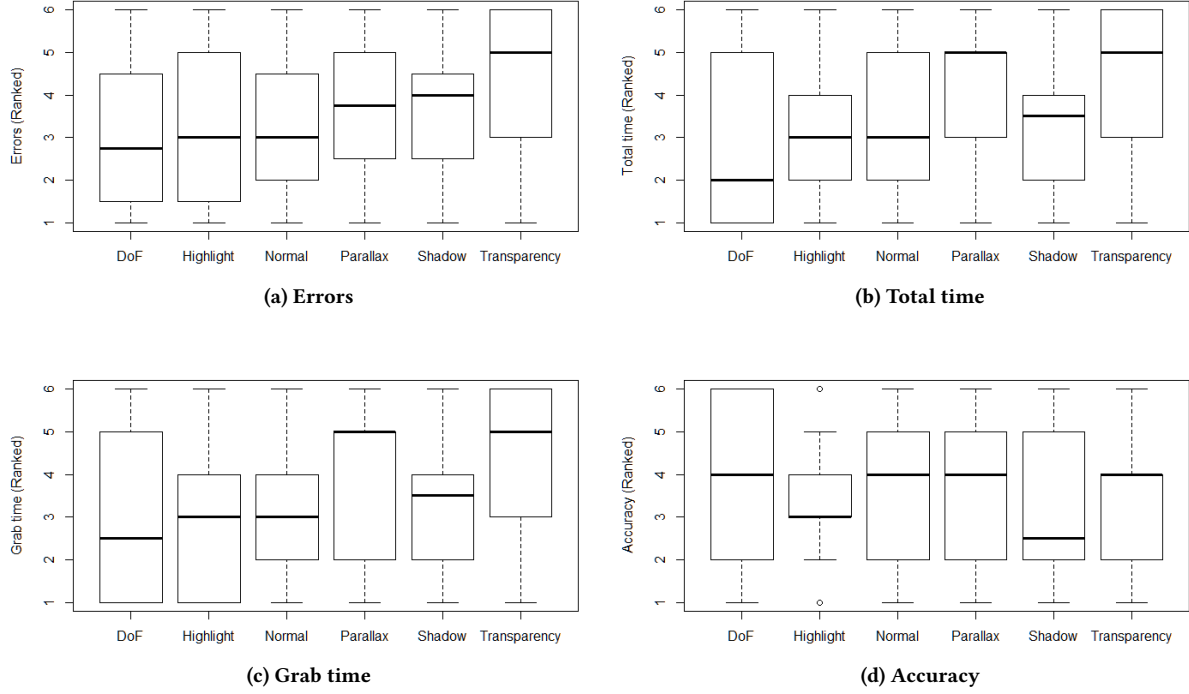 Errors (Ranked)
6
5
4
3
2
1
DoF Highlight Normal Parallax Shadow Transparency
(a) Errors
Total time (Ranked)
6
5
4
3
2
1
DoF Highlight Normal Parallax Shadow Transparency
(b) Total time
Grab time (Ranked)
6
5
4
3
2
1
DoF Highlight Normal Parallax Shadow Transparency
(c) Grab time
Accuracy (Ranked)
6
5
4
3
2
1
DoF Highlight Normal Parallax Shadow Transparency
(d) Accuracy